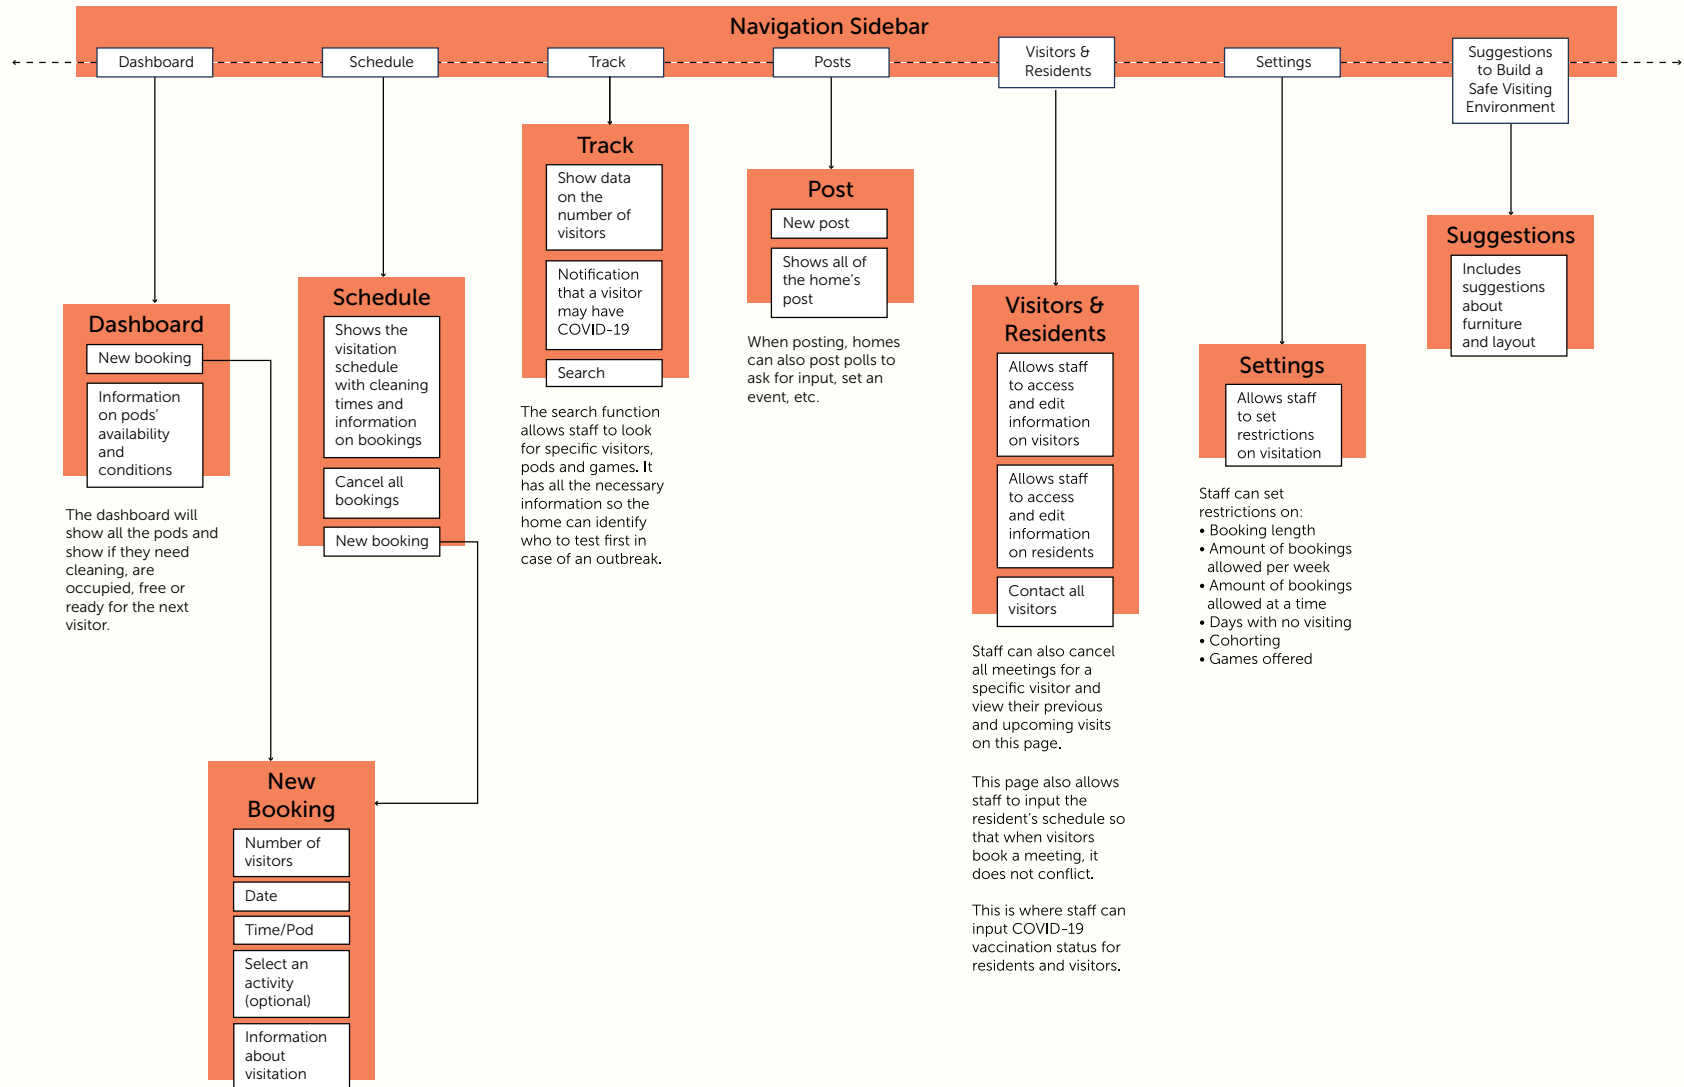 Navigation Sidebar
Dashboard
Schedule
Track
Posts
Visitors &
Residents
Settings
Suggestions
to Build a
Safe Visiting
Environment
Dashboard
New booking
Information
on pods’
availability
and
conditions
The dashboard will
show all the pods and
show if they need
cleaning, are
occupied, free or
ready for the next
visitor.
Schedule
Shows the
visitation
schedule
with cleaning
times and
information
on bookings
Cancel all
bookings
New booking
New
Booking
Number of
visitors
Date
Time/Pod
Select an
activity
(optional)
Information
about
visitation
Track
Show data
on the
number of
visitors
Notification
that a visitor
may have
COVID-19
Search
The search function
allows staff to look
for specific visitors,
pods and games. It
has all the necessary
information so the
home can identify
who to test first in
case of an outbreak.
Post
New post
Shows all of
the home’s
post
When posting, homes
can also post polls to
ask for input, set an
event, etc.
Visitors &
Residents
Allows staff
to access
and edit
information
on visitors
Allows staff
to access
and edit
information
on residents
Contact all
visitors
Staff can also cancel
all meetings for a
specific visitor and
view their previous
and upcoming visits
on this page.
This page also allows
staff to input the
resident’s schedule so
that when visitors
book a meeting, it
does not conflict.
This is where staff can
input COVID-19
vaccination status for
residents and visitors.
Settings
Allows staff
to set
restrictions
on visitation
Staff can set
restrictions on:
• Booking length
• Amount of bookings
allowed per week
• Amount of bookings
allowed at a time
• Days with no visiting
• Cohorting
• Games offered
Suggestions
Includes
suggestions
about
furniture
and layout